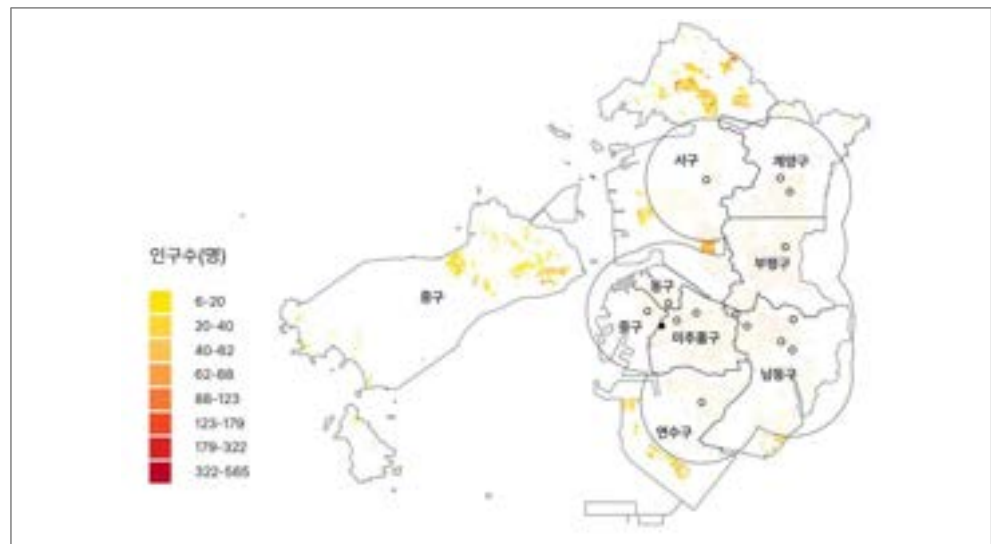 서구
계양구
인구수(명)
부평구
중구
동구
6-20
중구
20-40
미추홀구
40-62
남동구
62-88
88-123
123-179
연수구
179-322
322-565